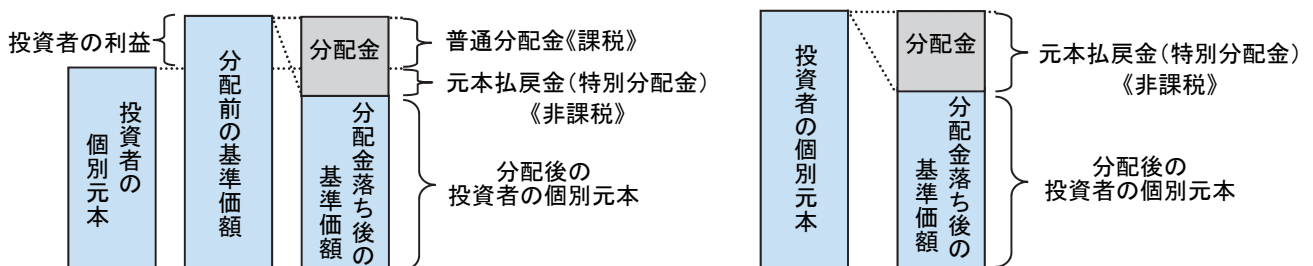 投資者の利益
投資者の
個別元本
分配前の基準価額
分配金
分配金落ち後の
基準価額
普通分配金《課税》
元本払戻金(特別分配金)
《非課税》
分配後の
投資者の個別元本
投資者の個別元本
分配金
分配金落ち後の
基準価額
元本払戻金(特別分配金)
《非課税》
分配後の
投資者の個別元本